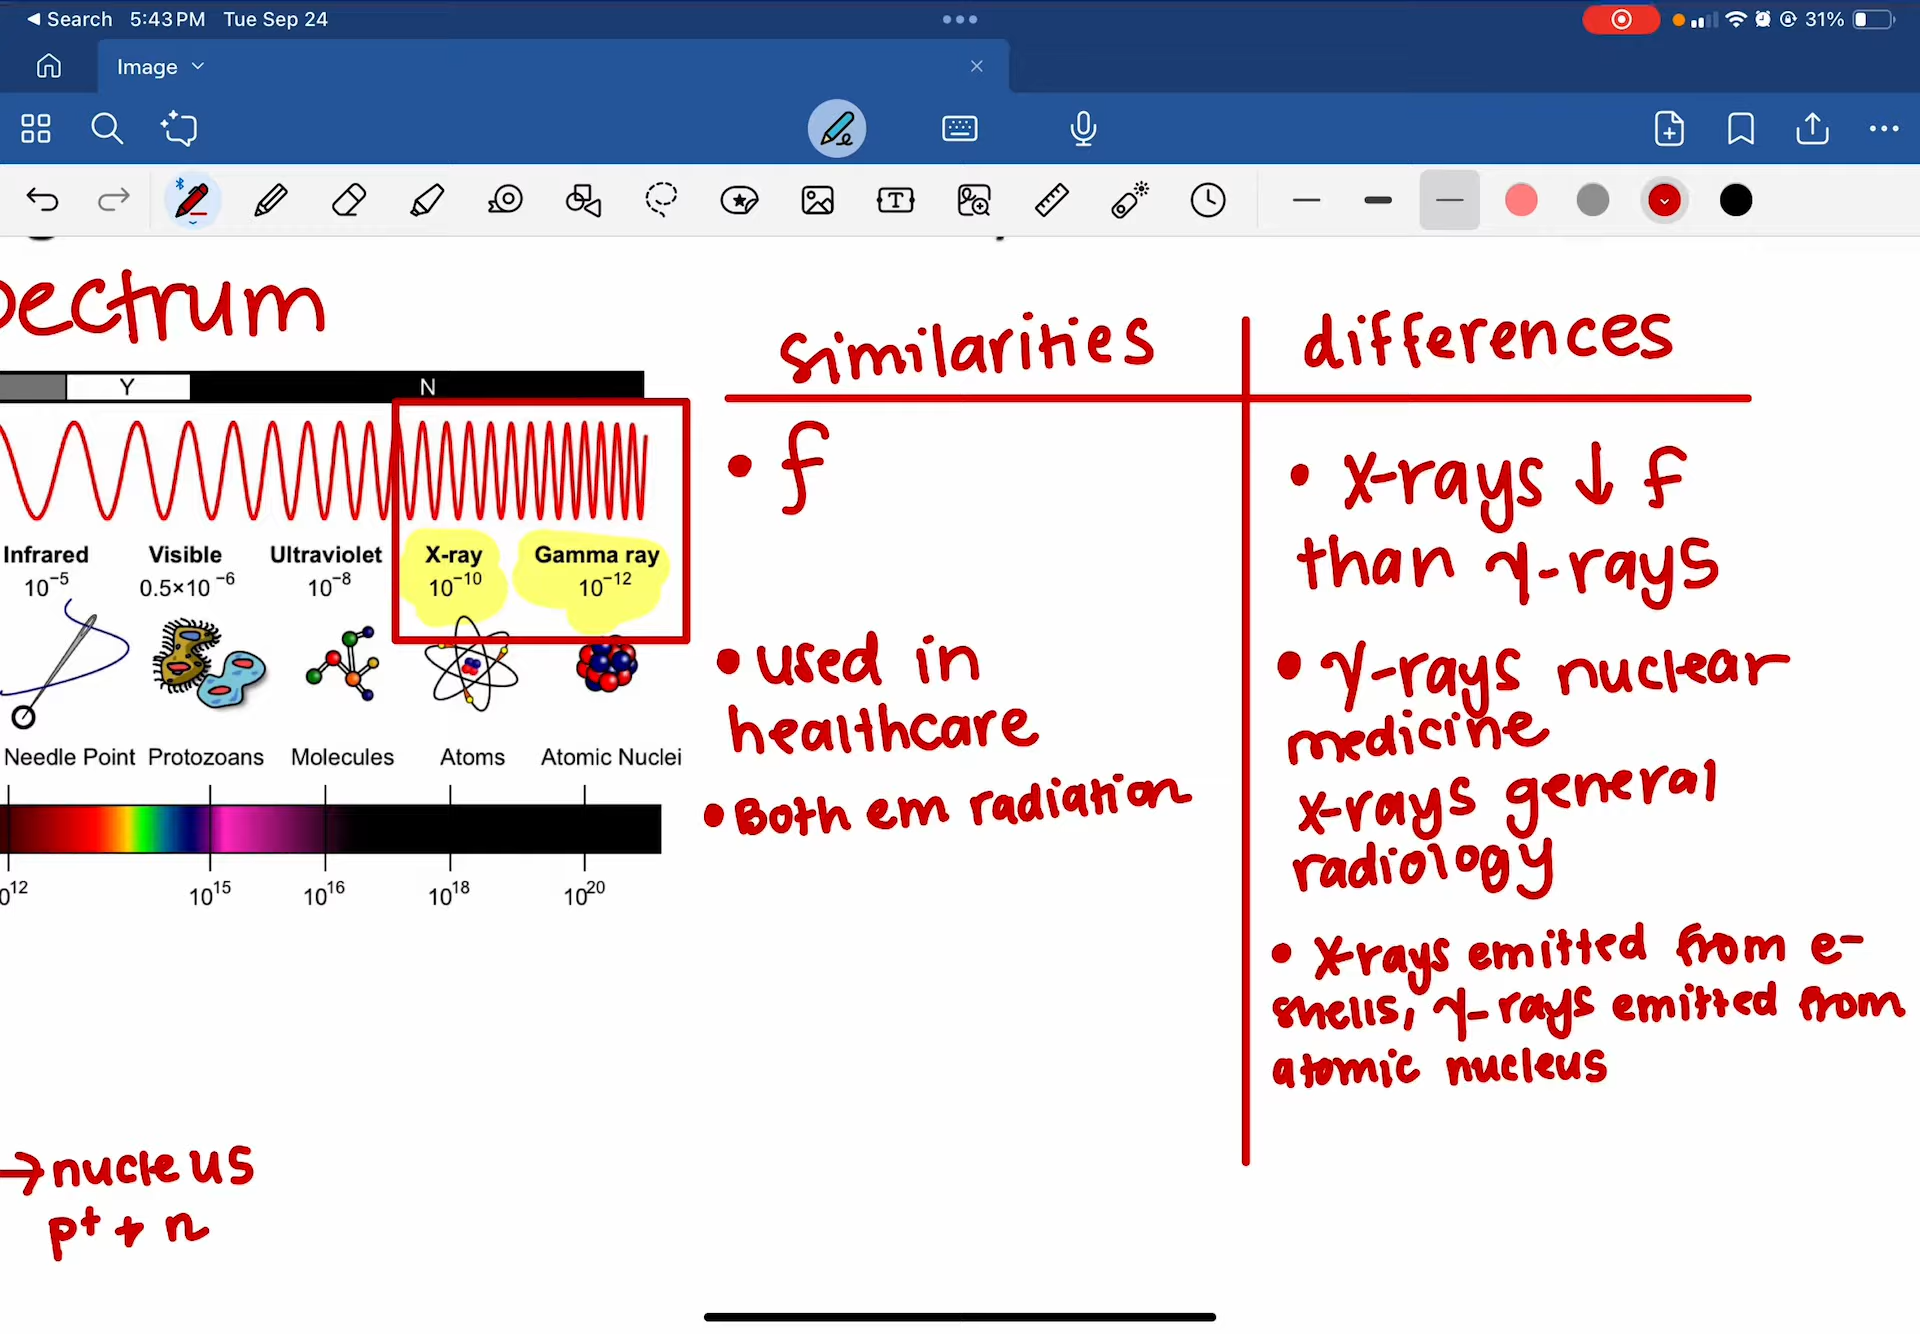 Search 5:43 PM Tue Sep 24
31%
Image
pectrum
Y N
Infrared Visible Ultraviolet X-ray Gamma ray
10⁻⁵ 0.5×10⁻⁶ 10⁻⁸ 10⁻¹⁰ 10⁻¹²
Needle Point Protozoans Molecules Atoms Atomic Nuclei
0¹² 10¹⁵ 10¹⁶ 10¹⁸ 10²⁰
→ nucleus
p⁺ + n
similarities
• f
• used in
healthcare
• Both em radiation
differences
• X-rays ↓ f
than γ-rays
• γ-rays nuclear
medicine
x-rays general
radiology
• X-rays emitted from e-
shells, γ-rays emitted from
atomic nucleus